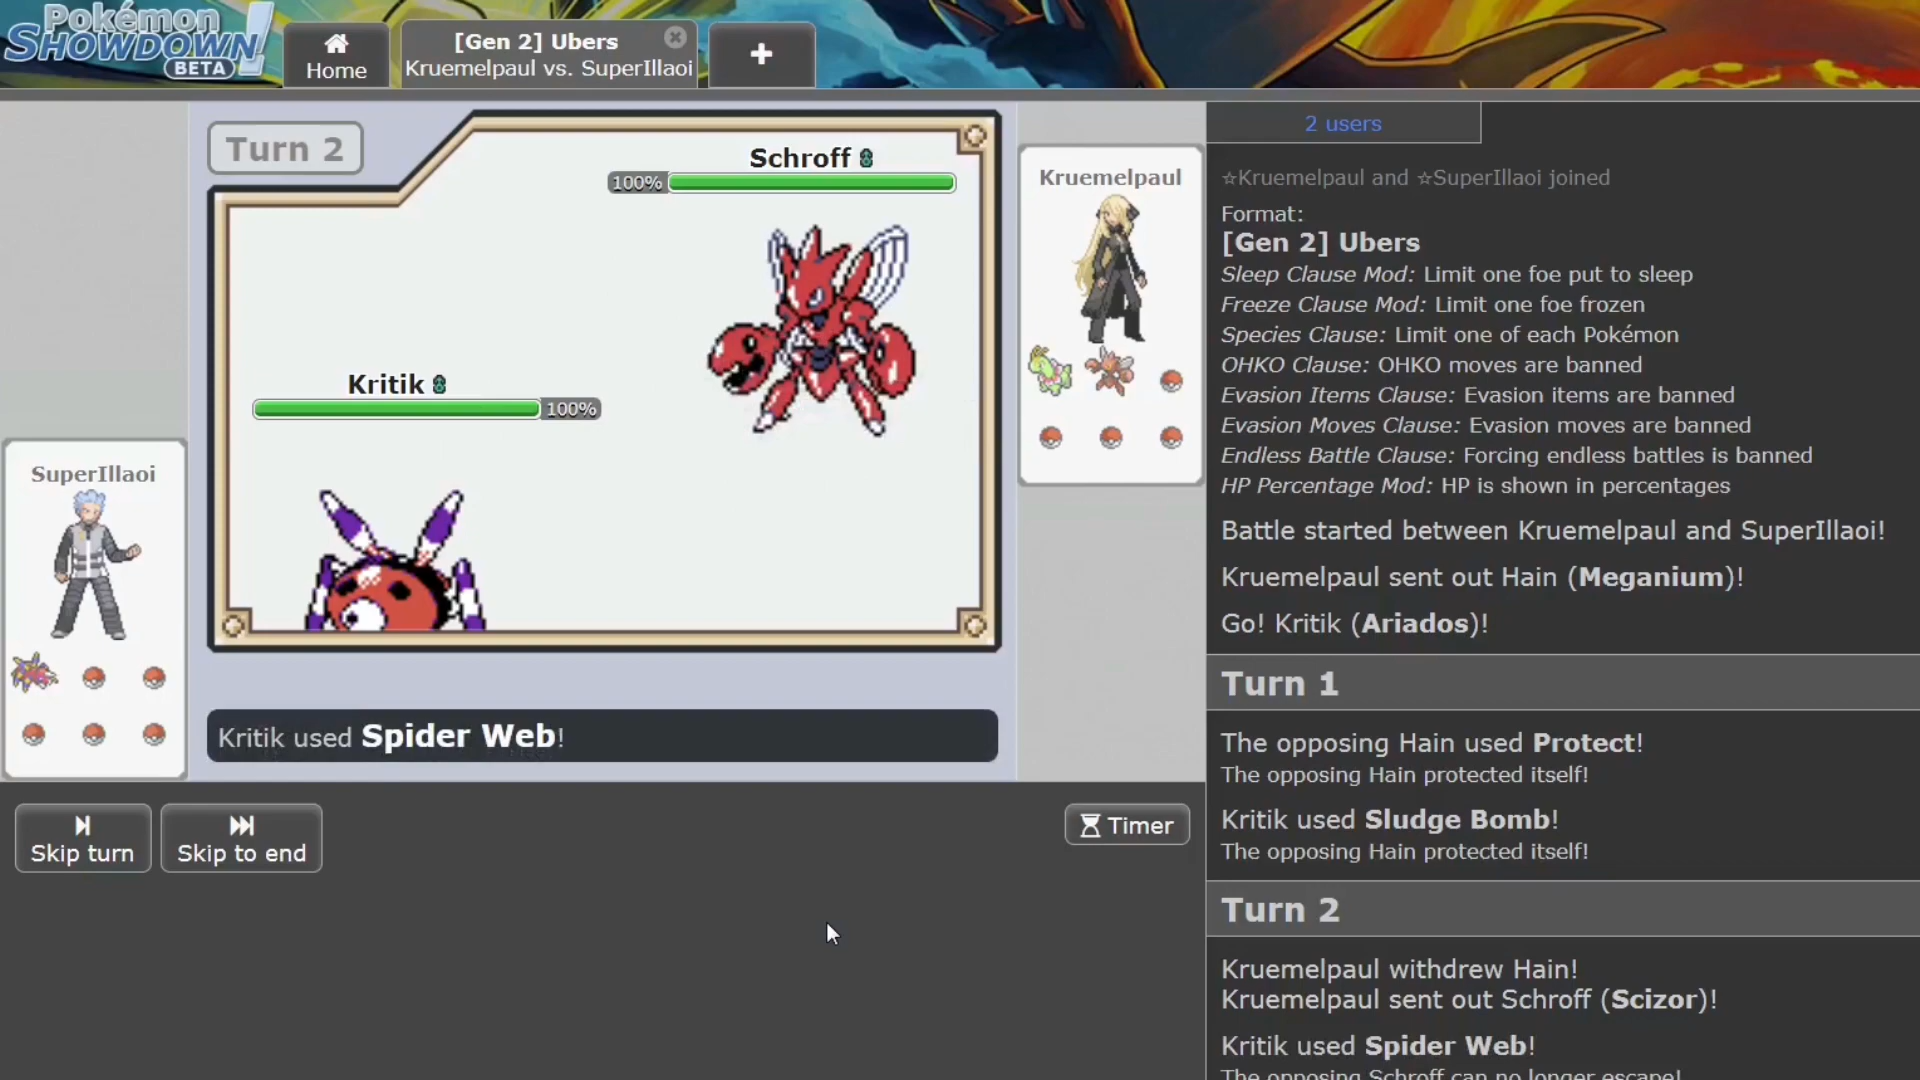 Pokémon
SHOWDOWN!
BETA
Home
[Gen 2] Ubers
Kruemelpaul vs. SuperIllaoi
Turn 2
Schroff
100%
Kritik
100%
Kruemelpaul
SuperIllaoi
Kritik used Spider Web!
Skip turn
Skip to end
Timer
2 users
☆Kruemelpaul and ☆SuperIllaoi joined
Format:
[Gen 2] Ubers
Sleep Clause Mod: Limit one foe put to sleep
Freeze Clause Mod: Limit one foe frozen
Species Clause: Limit one of each Pokémon
OHKO Clause: OHKO moves are banned
Evasion Items Clause: Evasion items are banned
Evasion Moves Clause: Evasion moves are banned
Endless Battle Clause: Forcing endless battles is banned
HP Percentage Mod: HP is shown in percentages
Battle started between Kruemelpaul and SuperIllaoi!
Kruemelpaul sent out Hain (Meganium)!
Go! Kritik (Ariados)!
Turn 1
The opposing Hain used Protect!
The opposing Hain protected itself!
Kritik used Sludge Bomb!
The opposing Hain protected itself!
Turn 2
Kruemelpaul withdrew Hain!
Kruemelpaul sent out Schroff (Scizor)!
Kritik used Spider Web!
The opposing Schroff can no longer escape!